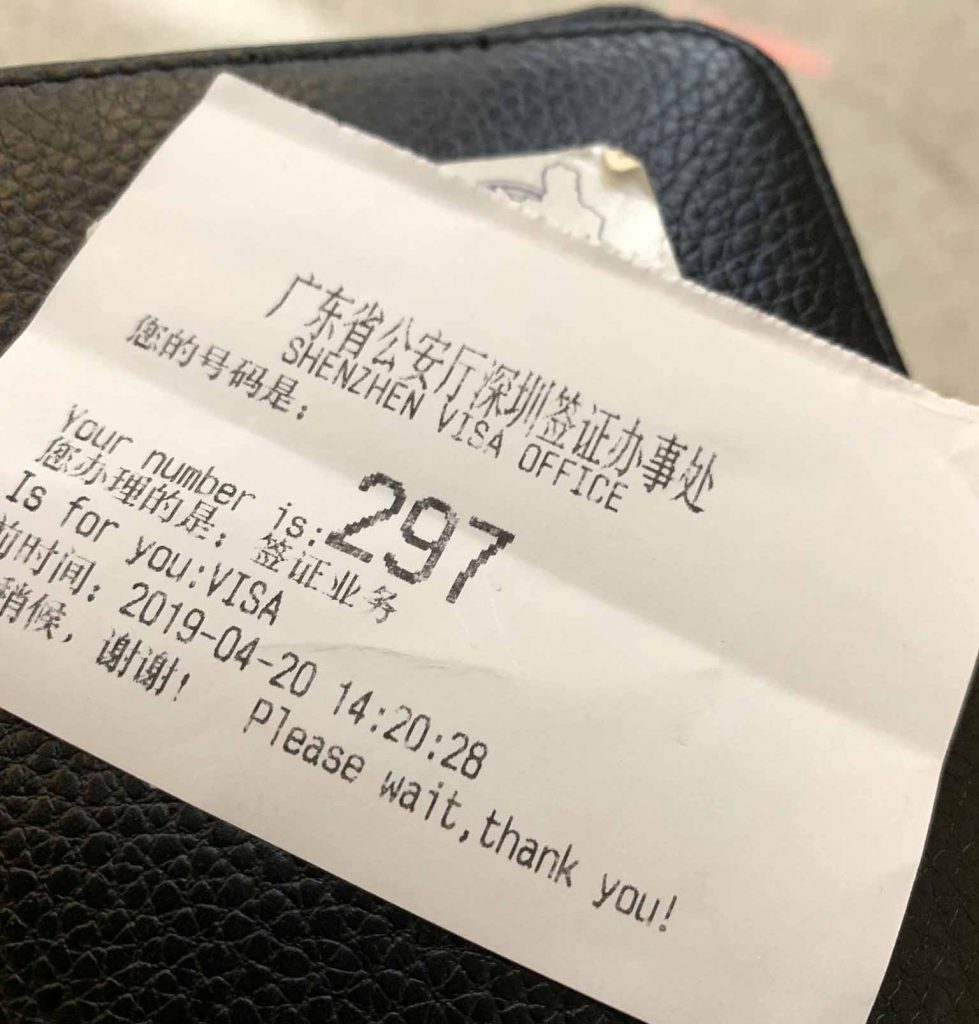 广东省公安厅深圳签证办事处
SHENZHEN VISA OFFICE
您的号码是：
Your number is:297
您办理的是：签证业务
Is for you:VISA
前时间：2019-04-20 14:20:28
稍候，谢谢！ Please wait,thank you!